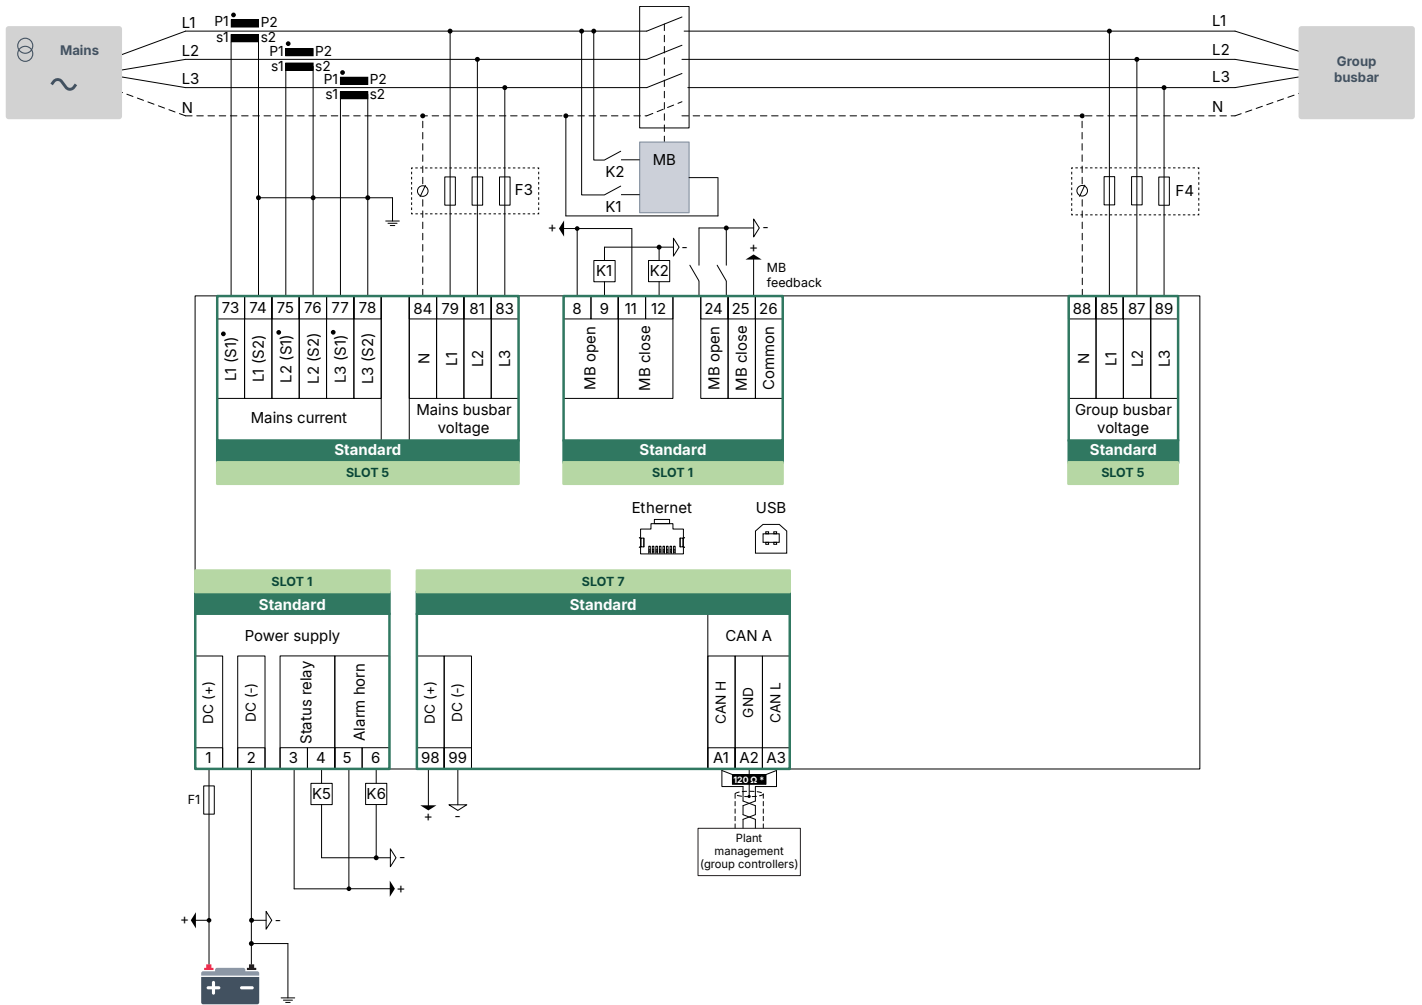 L1 P1 P2 L1
s1 s2
Mains L2 P1 P2 L2
s1 s2
Group
busbar
L3 P1 P2 L3
s1 s2
N N
MB
K2
F3 F4
K1
+ -
+
K1 K2 MB
feedback
-
73 74 75 76 77 78 84 79 81 83 8 9 11 12 24 25 26 88 85 87 89
L1 (S1) L1 (S2) L2 (S1) L2 (S2) L3 (S1) L3 (S2) N L1 L2 L3 MB open MB close MB open MB close Common N L1 L2 L3
Mains current Mains busbar
voltage
Group busbar
voltage
Standard Standard Standard
SLOT 5 SLOT 1 SLOT 5
Ethernet USB
SLOT 1 SLOT 7
Standard Standard
Power supply CAN A
DC (+) DC (-) Status relay Alarm horn DC (+) DC (-) CAN H GND CAN L
1 2 3 4 5 6 98 99 A1 A2 A3
120 Ω *
F1 K5 K6
+ -
Plant
management
(group controllers)
-
+
+ -
+ −